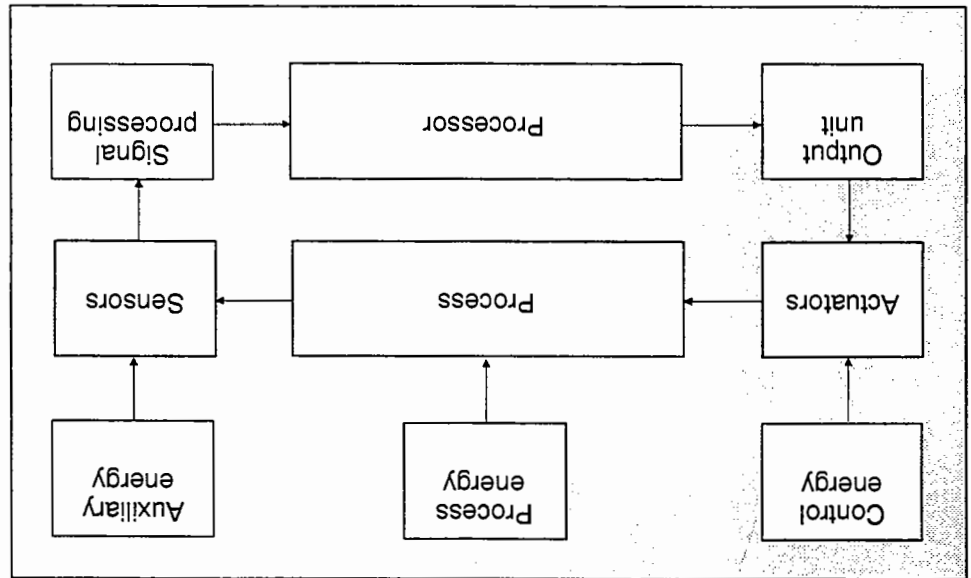 Control
energy
Process
energy
Auxiliary
energy
Actuators
Process
Sensors
Output
unit
Processor
Signal
processing